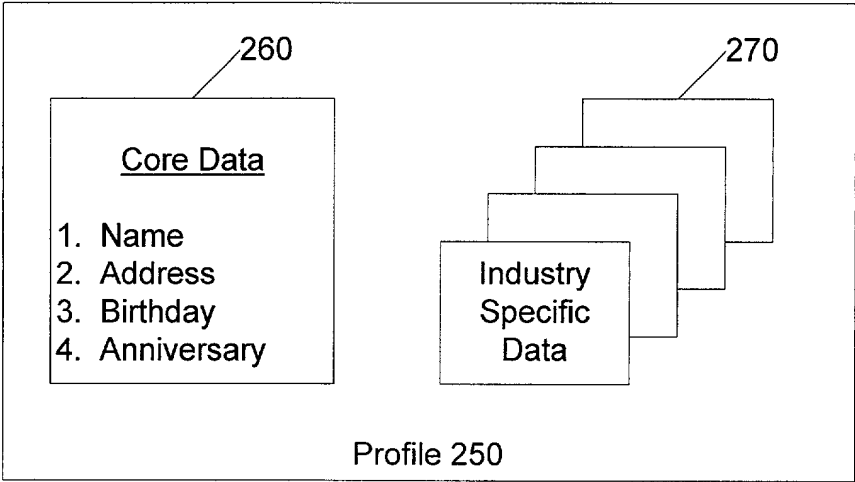 260
270
Core Data
1. Name
2. Address
3. Birthday
4. Anniversary
Industry
Specific
Data
Profile 250